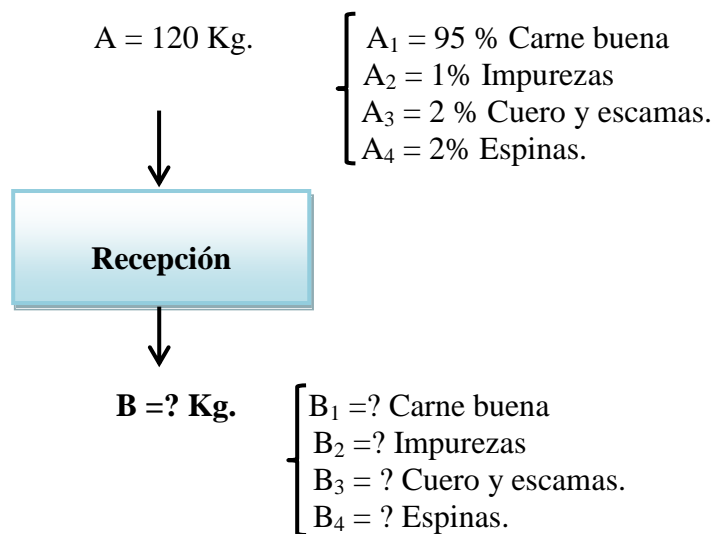 A = 120 Kg.
A₁ = 95 % Carne buena
A₂ = 1% Impurezas
A₃ = 2 % Cuero y escamas.
A₄ = 2% Espinas.
Recepción
B =? Kg.
B₁ =? Carne buena
B₂ =? Impurezas
B₃ = ? Cuero y escamas.
B₄ = ? Espinas.